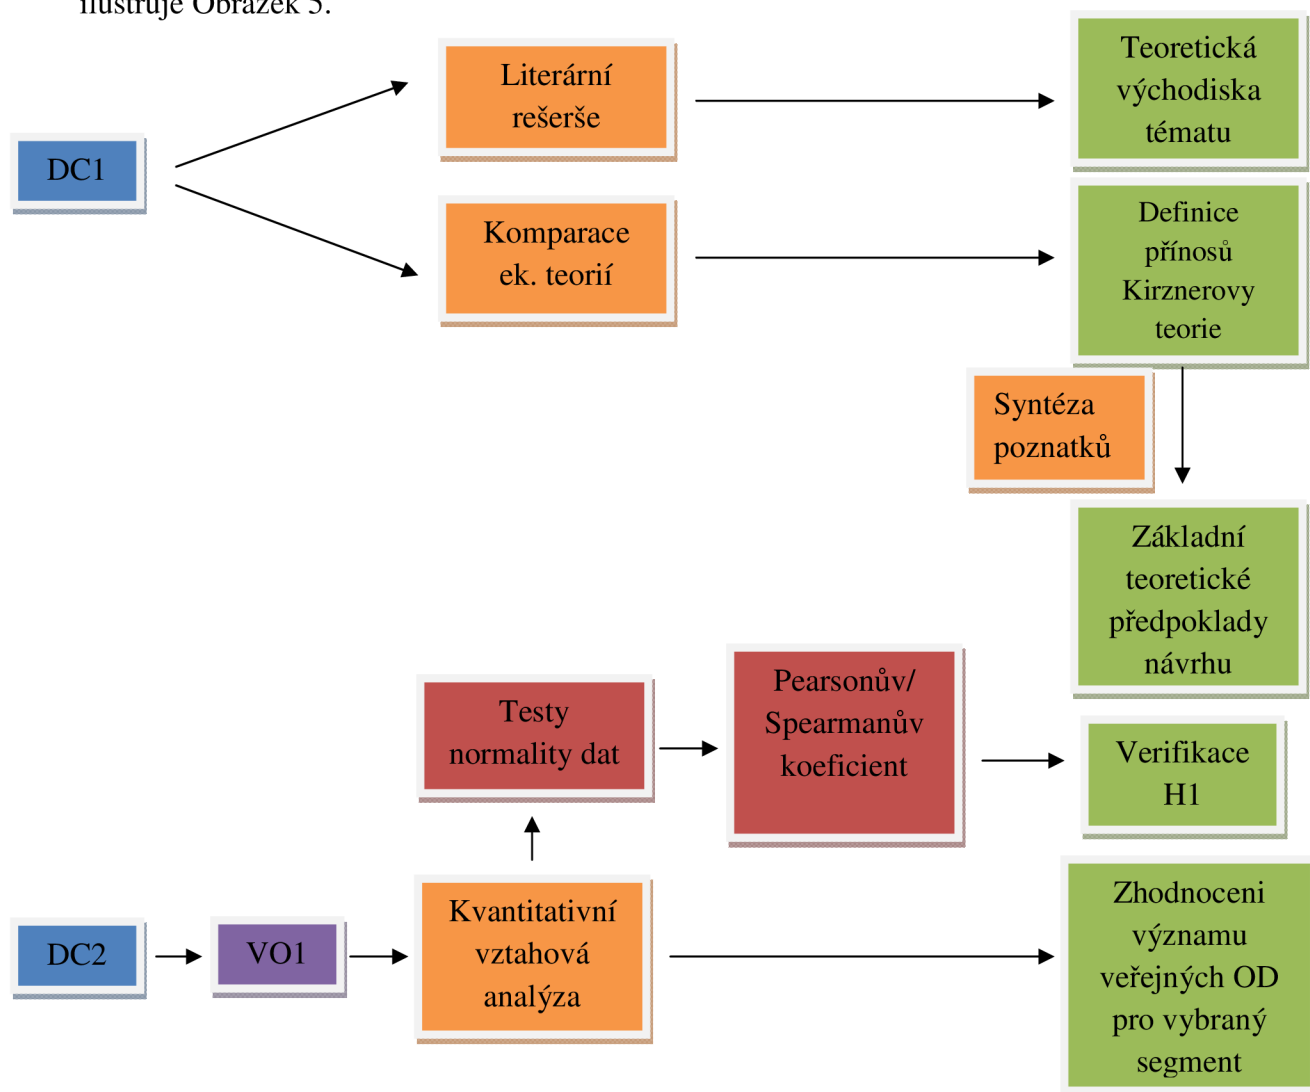 ilustruje Obrázek 5.
Literární
rešerše
Teoretická
východiska
tématu
DC1
Komparace
ek. teorií
Definice
přínosů
Kirznerovy
teorie
Syntéza
poznatků
Základní
teoretické
předpoklady
návrhu
Testy
normality dat
Pearsonův/
Spearmanův
koeficient
Verifikace
H1
DC2
VO1
Kvantitativní
vztahová
analýza
Zhodnoceni
významu
veřejných OD
pro vybraný
segment